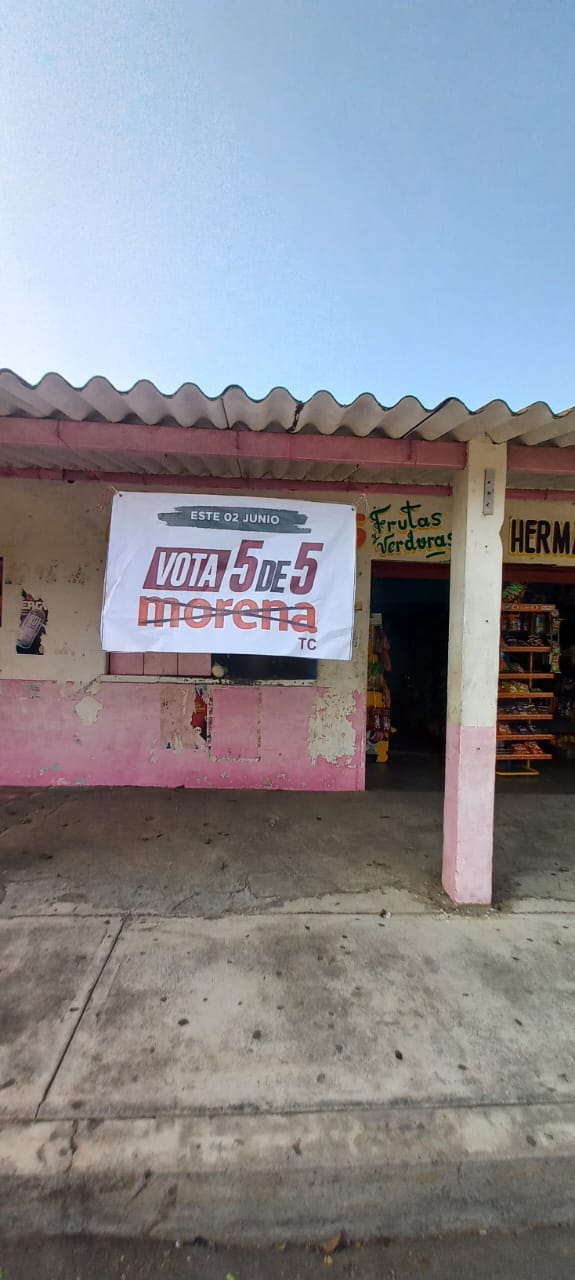 ESTE 02 JUNIO
VOTA 5 DE 5
morena
TC
Frutas
Verduras
HERMA